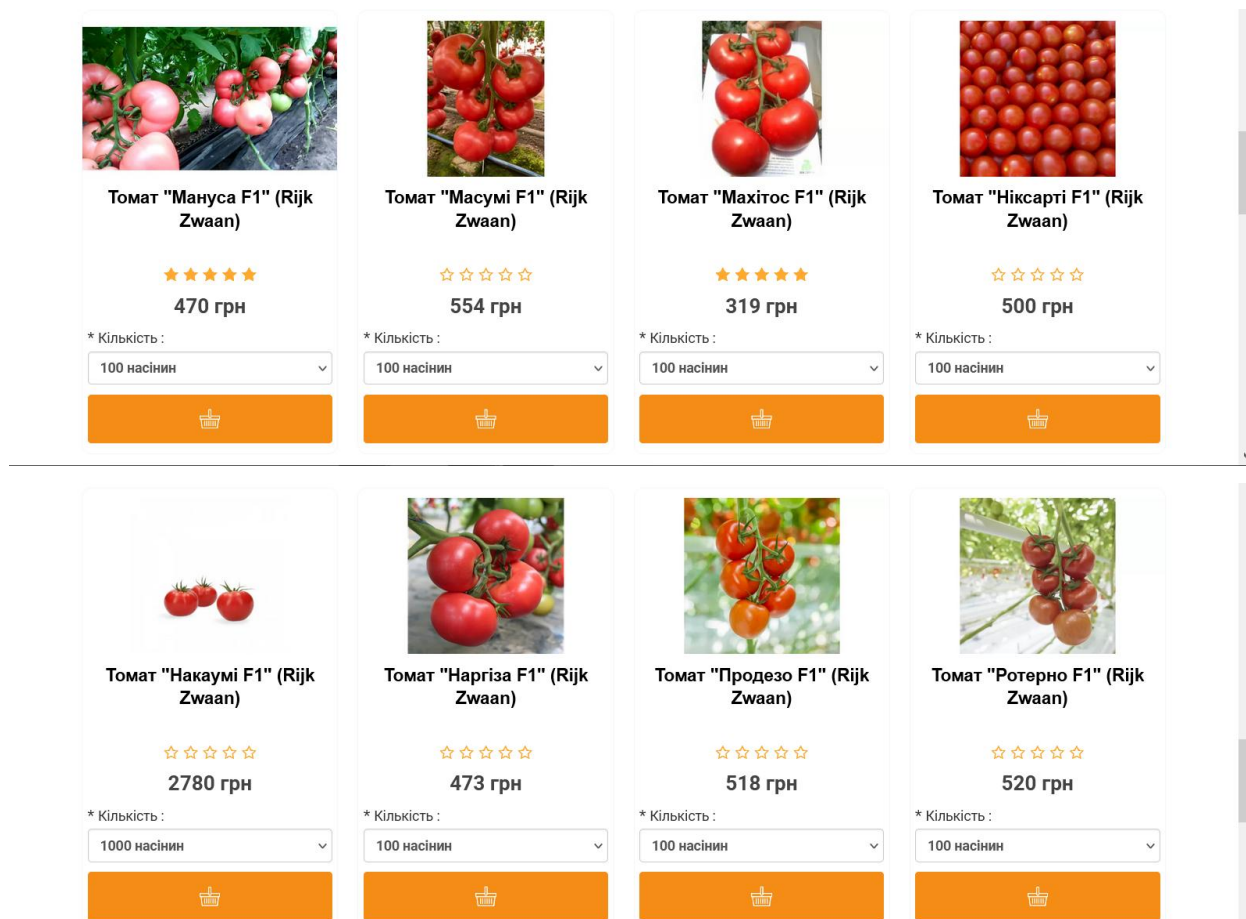 Томат "Мануса F1" (Rijk
Zwaan)
470 грн
* Кількість :
100 насінин
Томат "Масумі F1" (Rijk
Zwaan)
554 грн
* Кількість :
100 насінин
Томат "Махітос F1" (Rijk
Zwaan)
319 грн
* Кількість :
100 насінин
Томат "Ніксарті F1" (Rijk
Zwaan)
500 грн
* Кількість :
100 насінин
Томат "Накаумі F1" (Rijk
Zwaan)
2780 грн
* Кількість :
1000 насінин
Томат "Наргіза F1" (Rijk
Zwaan)
473 грн
* Кількість :
100 насінин
Томат "Продезо F1" (Rijk
Zwaan)
518 грн
* Кількість :
100 насінин
Томат "Ротерно F1" (Rijk
Zwaan)
520 грн
* Кількість :
100 насінин